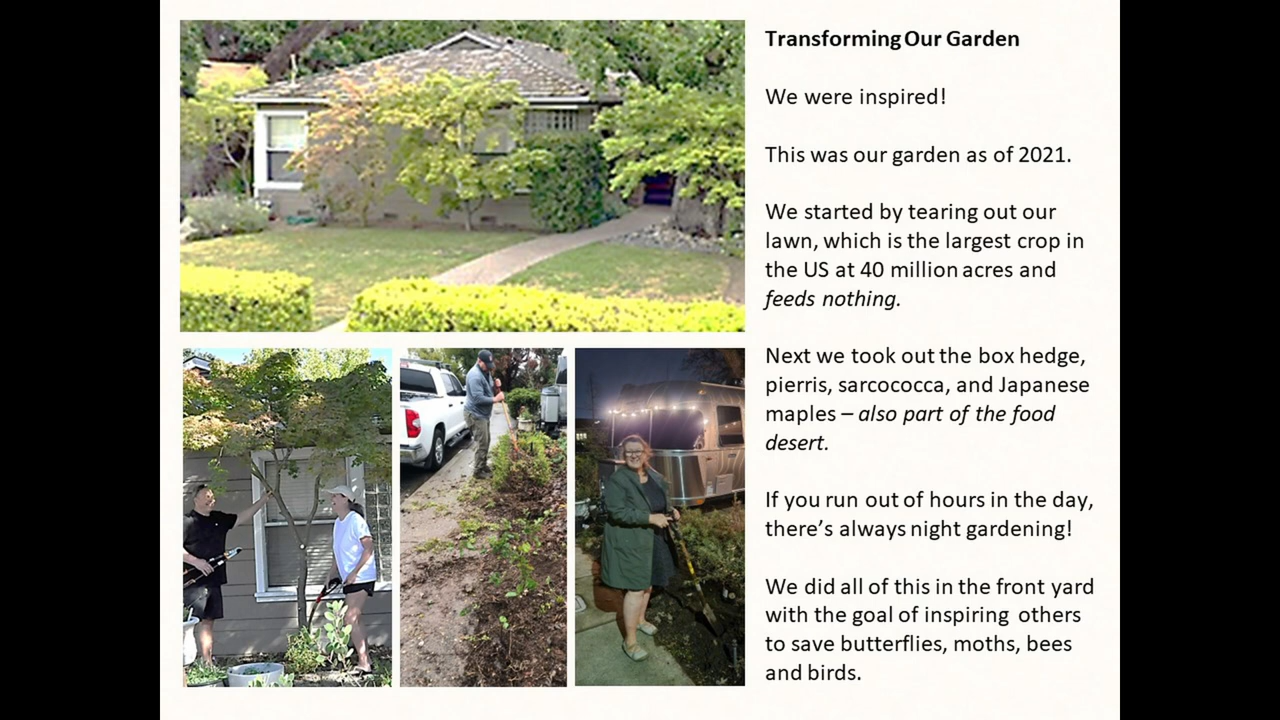 Transforming Our Garden
We were inspired!
This was our garden as of 2021.
We started by tearing out our
lawn, which is the largest crop in
the US at 40 million acres and
feeds nothing.
Next we took out the box hedge,
pierris, sarcococca, and Japanese
maples – also part of the food
desert.
If you run out of hours in the day,
there’s always night gardening!
We did all of this in the front yard
with the goal of inspiring  others
to save butterflies, moths, bees
and birds.